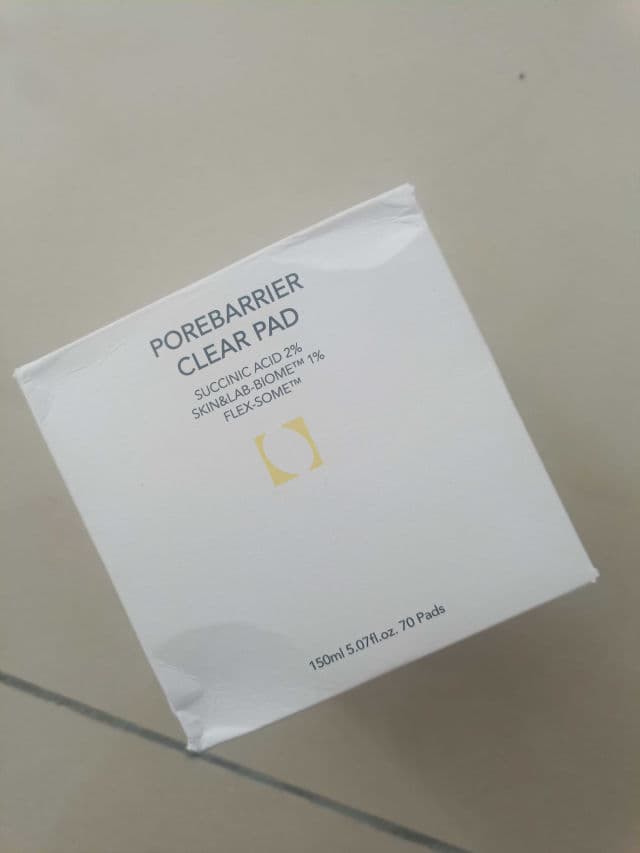 POREBARRIER
CLEAR PAD
SUCCINIC ACID 2%
SKIN&LAB-BIOME™ 1%
FLEX-SOME™
150ml 5.07fl.oz. 70 Pads